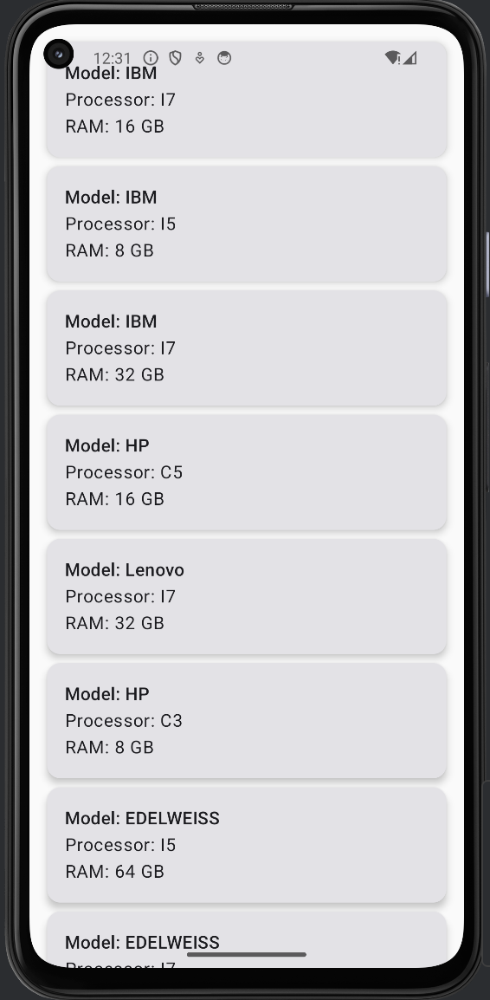 12:31
Model: IBM
Processor: I7
RAM: 16 GB
Model: IBM
Processor: I5
RAM: 8 GB
Model: IBM
Processor: I7
RAM: 32 GB
Model: HP
Processor: C5
RAM: 16 GB
Model: Lenovo
Processor: I7
RAM: 32 GB
Model: HP
Processor: C3
RAM: 8 GB
Model: EDELWEISS
Processor: I5
RAM: 64 GB
Model: EDELWEISS
Processor: I7